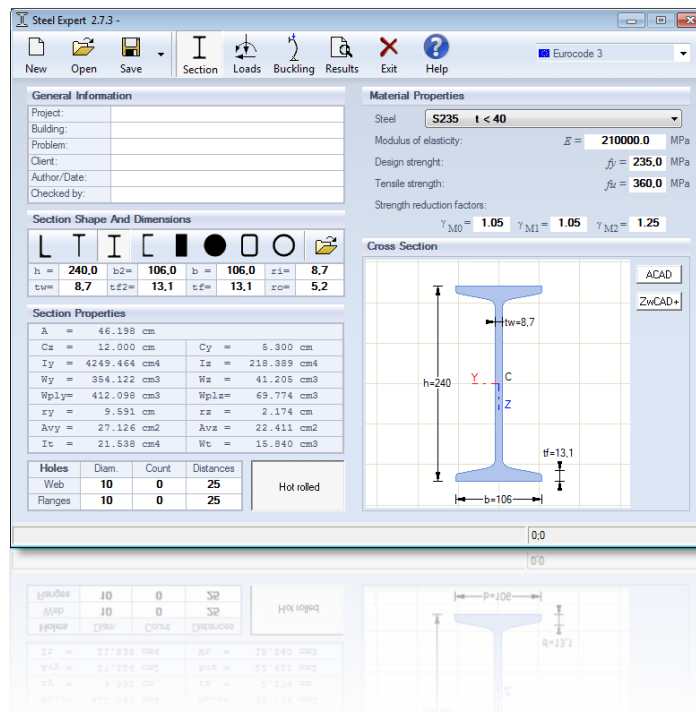 Steel Expert 2.7.3 -
New Open Save Section Loads Buckling Results Exit Help Eurocode 3
General Information
Project:
Building:
Problem:
Client:
Author/Date:
Checked by:
Section Shape And Dimensions
h = 240,0 b2= 106,0 b = 106,0 ri= 8,7
tw= 8,7 tf2= 13,1 tf= 13,1 ro= 5,2
Section Properties
A = 46.198 cm
Cz = 12.000 cm Cy = 5.300 cm
Iy = 4249.464 cm4 Iz = 218.389 cm4
Wy = 354.122 cm3 Wz = 41.205 cm3
Wply= 412.098 cm3 Wplz= 69.774 cm3
ry = 9.591 cm rz = 2.174 cm
Avy = 27.126 cm2 Avz = 22.411 cm2
It = 21.538 cm4 Wt = 15.840 cm3
Holes Diam. Count Distances
Web 10 0 25
Flanges 10 0 25
Hot rolled
Material Properties
Steel S235 t < 40
Modulus of elasticity: E = 210000.0 MPa
Design strenght: fy = 235,0 MPa
Tensile strength: fu = 360,0 MPa
Strength reduction factors:
γM0 = 1.05 γM1 = 1.05 γM2 = 1.25
Cross Section
ACAD
ZwCAD+
tw=8,7
h=240
Y C
Z
tf=13,1
b=106
0;0